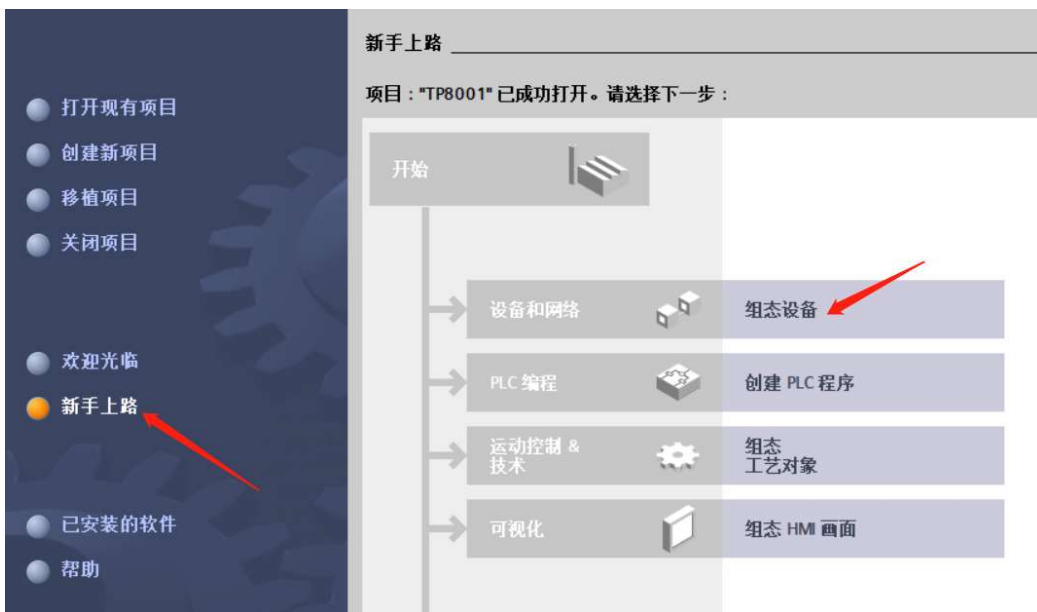 打开现有项目
创建新项目
移植项目
关闭项目
欢迎光临
新手上路
已安装的软件
帮助
新手上路
项目："TP8001" 已成功打开。请选择下一步：
开始
设备和网络
组态设备
PLC 编程
创建 PLC 程序
运动控制 &
技术
组态
工艺对象
可视化
组态 HMI 画面